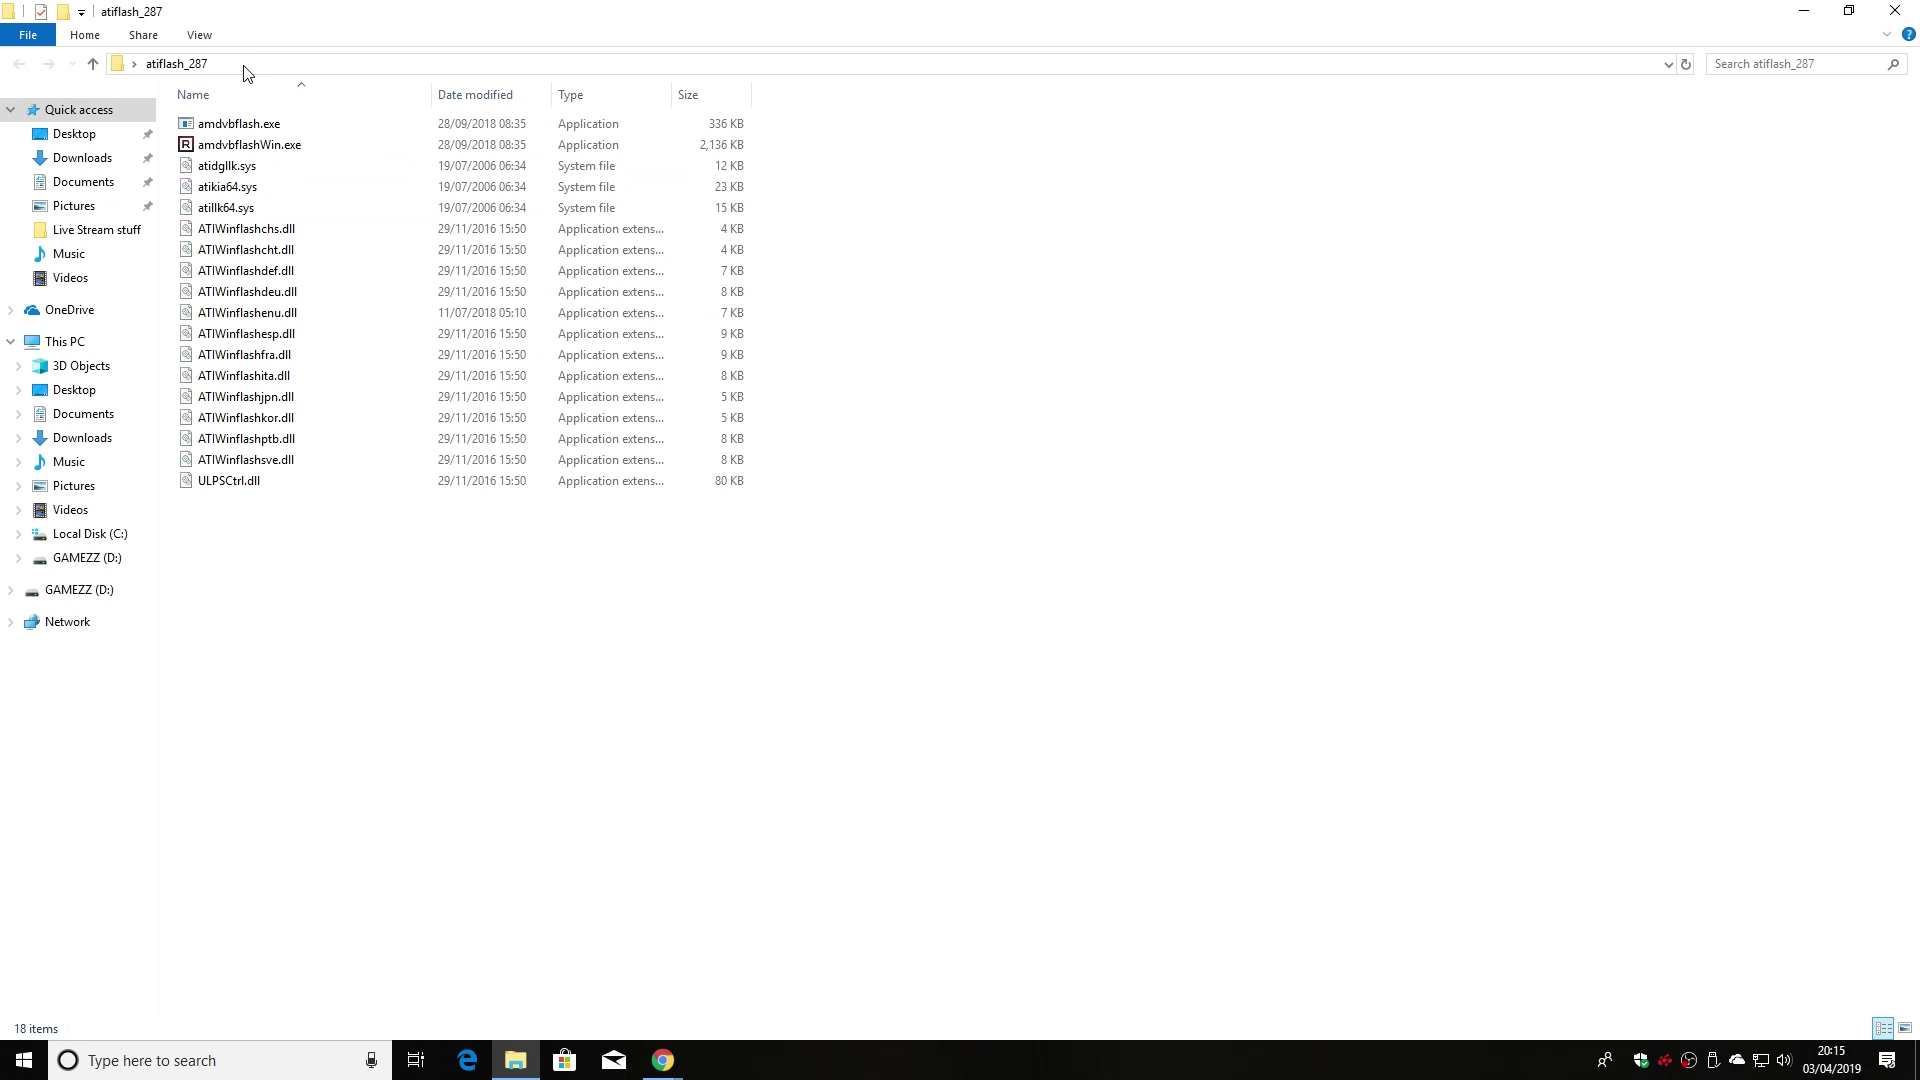 atiflash_287
File Home Share View
atiflash_287 Search atiflash_287
Name Date modified Type Size
Quick access
Desktop
Downloads
Documents
Pictures
Live Stream stuff
Music
Videos
OneDrive
This PC
3D Objects
Desktop
Documents
Downloads
Music
Pictures
Videos
Local Disk (C:)
GAMEZZ (D:)
GAMEZZ (D:)
Network
amdvbflash.exe 28/09/2018 08:35 Application 336 KB
amdvbflashWin.exe 28/09/2018 08:35 Application 2,136 KB
atidgllk.sys 19/07/2006 06:34 System file 12 KB
atikia64.sys 19/07/2006 06:34 System file 23 KB
atillk64.sys 19/07/2006 06:34 System file 15 KB
ATIWinflashchs.dll 29/11/2016 15:50 Application extens... 4 KB
ATIWinflashcht.dll 29/11/2016 15:50 Application extens... 4 KB
ATIWinflashdef.dll 29/11/2016 15:50 Application extens... 7 KB
ATIWinflashdeu.dll 29/11/2016 15:50 Application extens... 8 KB
ATIWinflashenu.dll 11/07/2018 05:10 Application extens... 7 KB
ATIWinflashesp.dll 29/11/2016 15:50 Application extens... 9 KB
ATIWinflashfra.dll 29/11/2016 15:50 Application extens... 9 KB
ATIWinflashita.dll 29/11/2016 15:50 Application extens... 8 KB
ATIWinflashjpn.dll 29/11/2016 15:50 Application extens... 5 KB
ATIWinflashkor.dll 29/11/2016 15:50 Application extens... 5 KB
ATIWinflashptb.dll 29/11/2016 15:50 Application extens... 8 KB
ATIWinflashsve.dll 29/11/2016 15:50 Application extens... 8 KB
ULPSCtrl.dll 29/11/2016 15:50 Application extens... 80 KB
18 items
Type here to search
20:15
03/04/2019